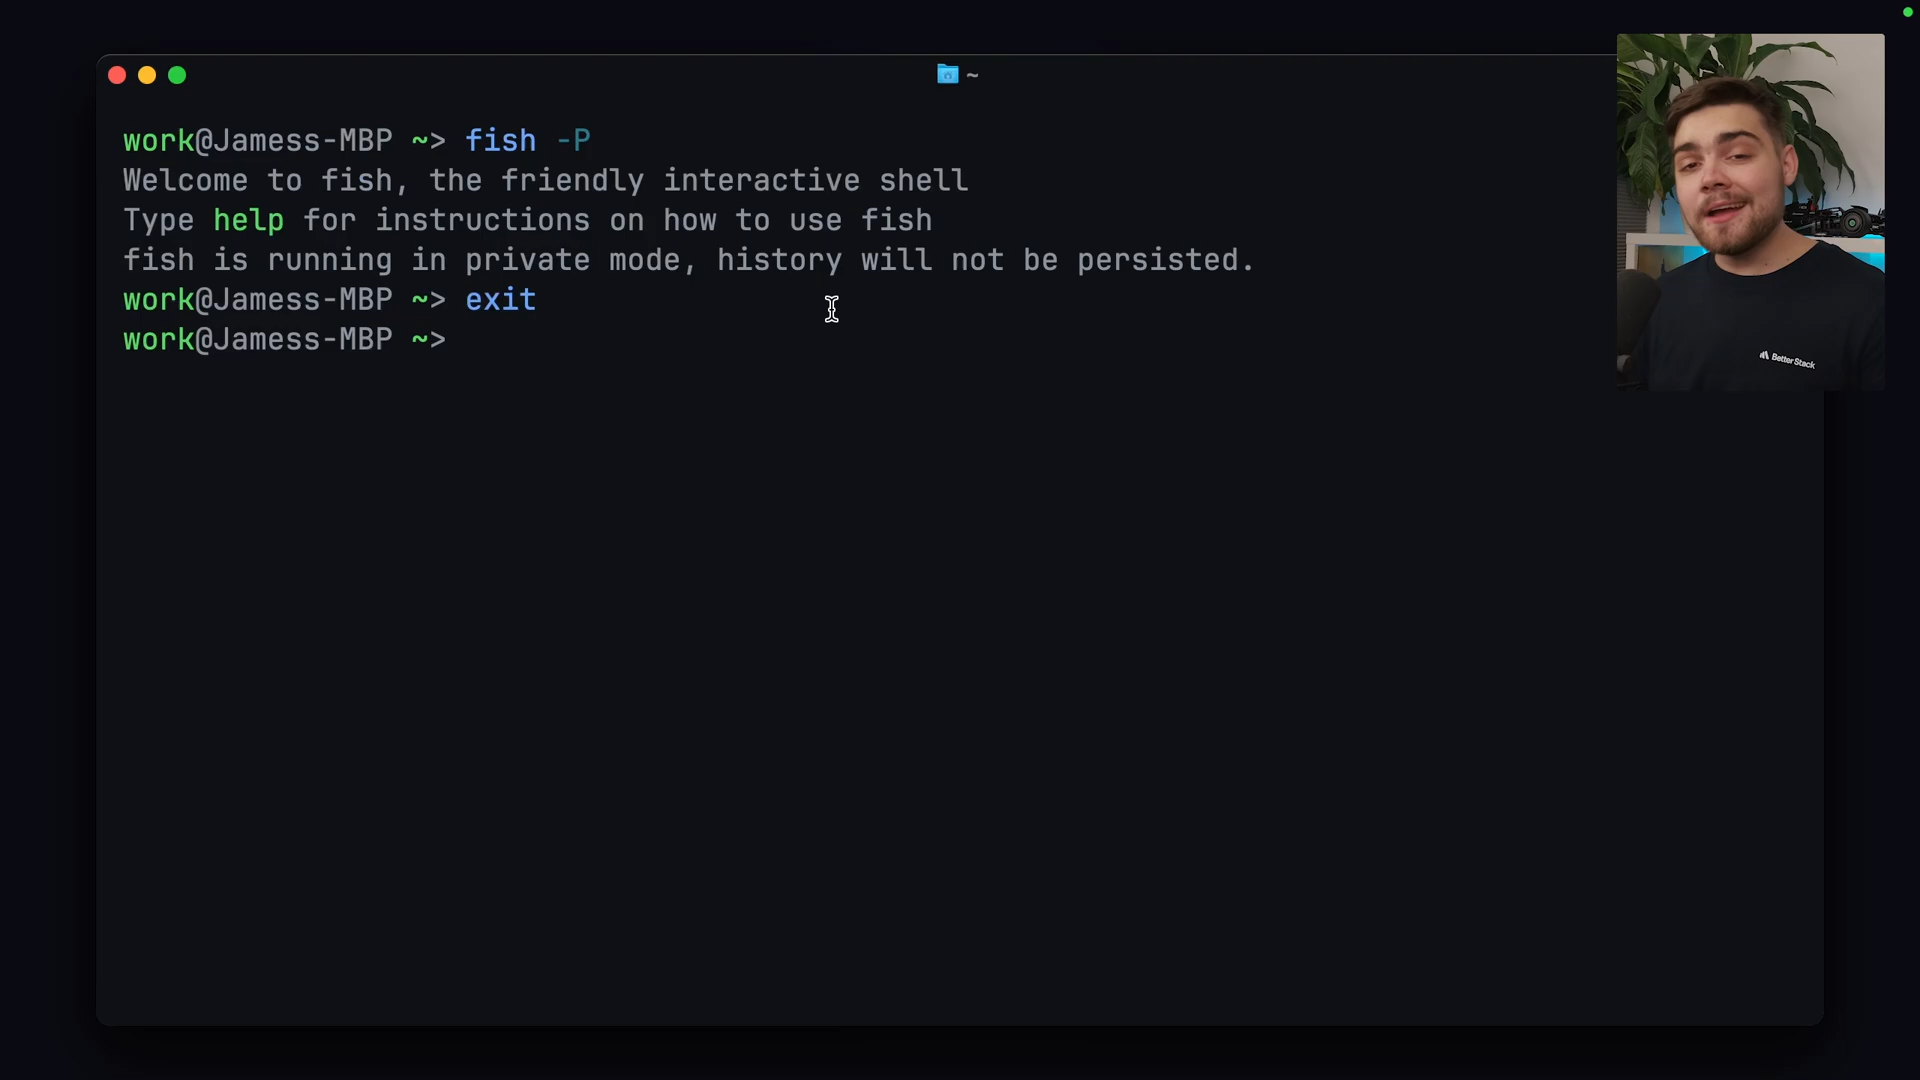 ~
work@Jamess-MBP ~> fish -P
Welcome to fish, the friendly interactive shell
Type help for instructions on how to use fish
fish is running in private mode, history will not be persisted.
work@Jamess-MBP ~> exit
work@Jamess-MBP ~>
Better Stack